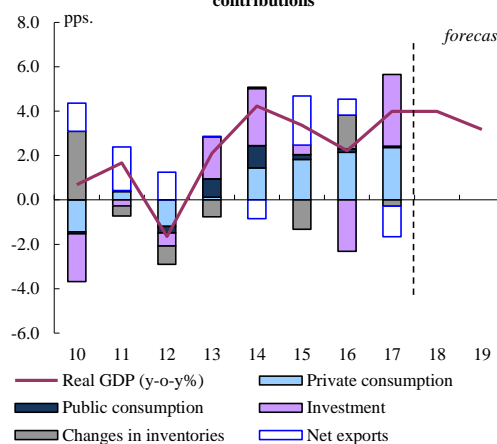 contributions
pps.
forecas
8.0
6.0
4.0
2.0
0.0
-2.0
-4.0
-6.0
10 11 12 13 14 15 16 17 18 19
Real GDP (y-o-y%) Private consumption
Public consumption Investment
Changes in inventories Net exports